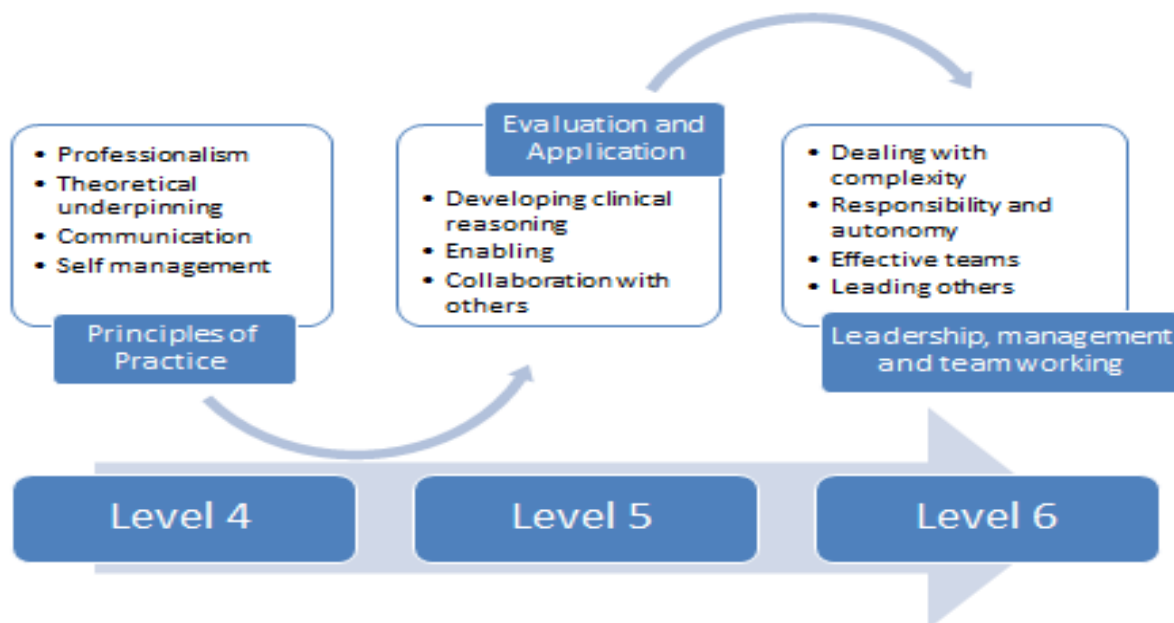 • Professionalism
• Theoretical
underpinning
• Communication
• Self management
Principles of
Practice
Evaluation and
Application
• Developing clinical
reasoning
• Enabling
• Collaboration with
others
• Dealing with
complexity
• Responsibility and
autonomy
• Effective teams
• Leading others
Leadership, management
and team working
Level 4
Level 5
Level 6